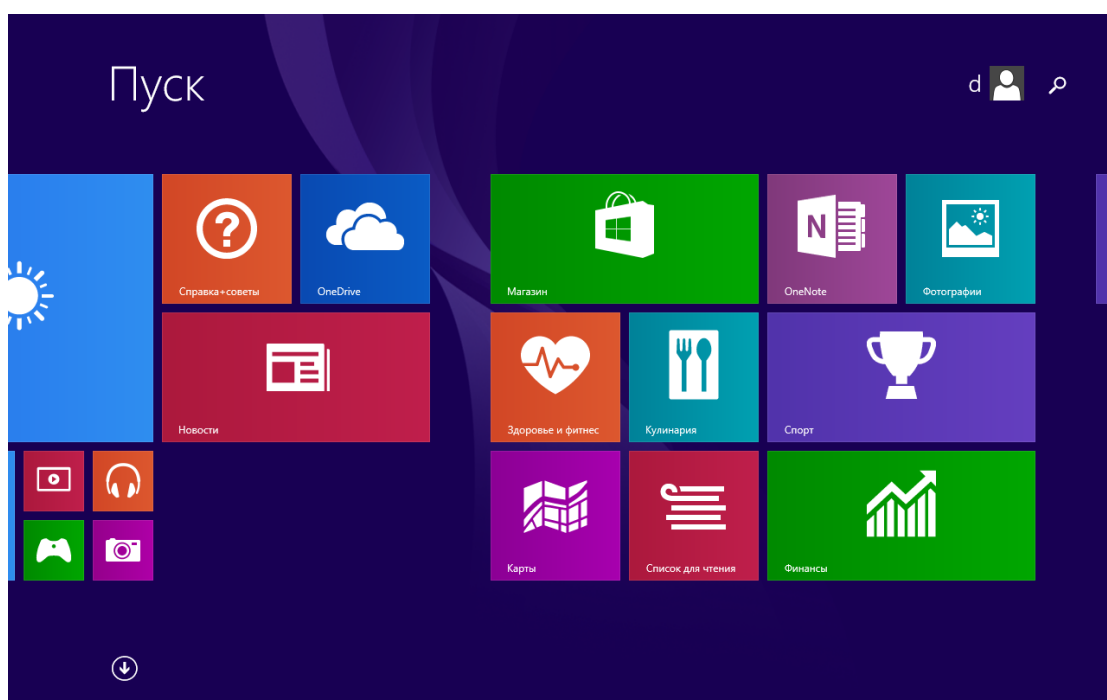 Пуск
d
Справка+советы
OneDrive
Магазин
N
OneNote
Фотографии
Новости
Здоровье и фитнес
Кулинария
Спорт
Карты
Список для чтения
Финансы